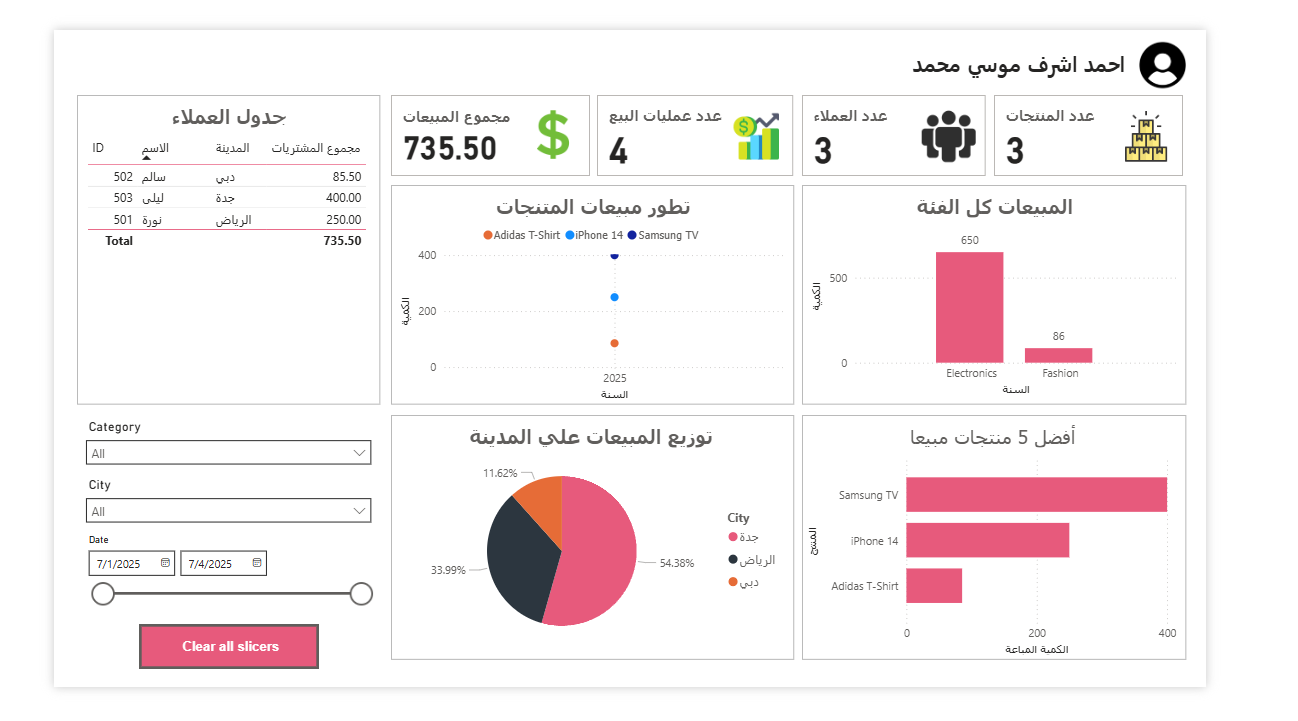 احمد اشرف موسي محمد
عدد المنتجات
3
عدد العملاء
3
عدد عمليات البيع
4
مجموع المبيعات
735.50
جدول العملاء
ID الاسم المدينة مجموع المشتريات
502 سالم دبي 85.50
503 ليلى جدة 400.00
501 نورة الرياض 250.00
Total 735.50
تطور مبيعات المتنجات
Adidas T-Shirt iPhone 14 Samsung TV
400
200
0
الكمية
2025
السنة
المبيعات كل الفئة
650
86
500
0
الكمية
Electronics Fashion
السنة
Category
All
City
All
Date
7/1/2025 7/4/2025
Clear all slicers
توزيع المبيعات علي المدينة
11.62%
33.99%
54.38%
City
جدة
الرياض
دبي
أفضل 5 منتجات مبيعا
المنتج
Samsung TV
iPhone 14
Adidas T-Shirt
0 200 400
الكمية المباعة